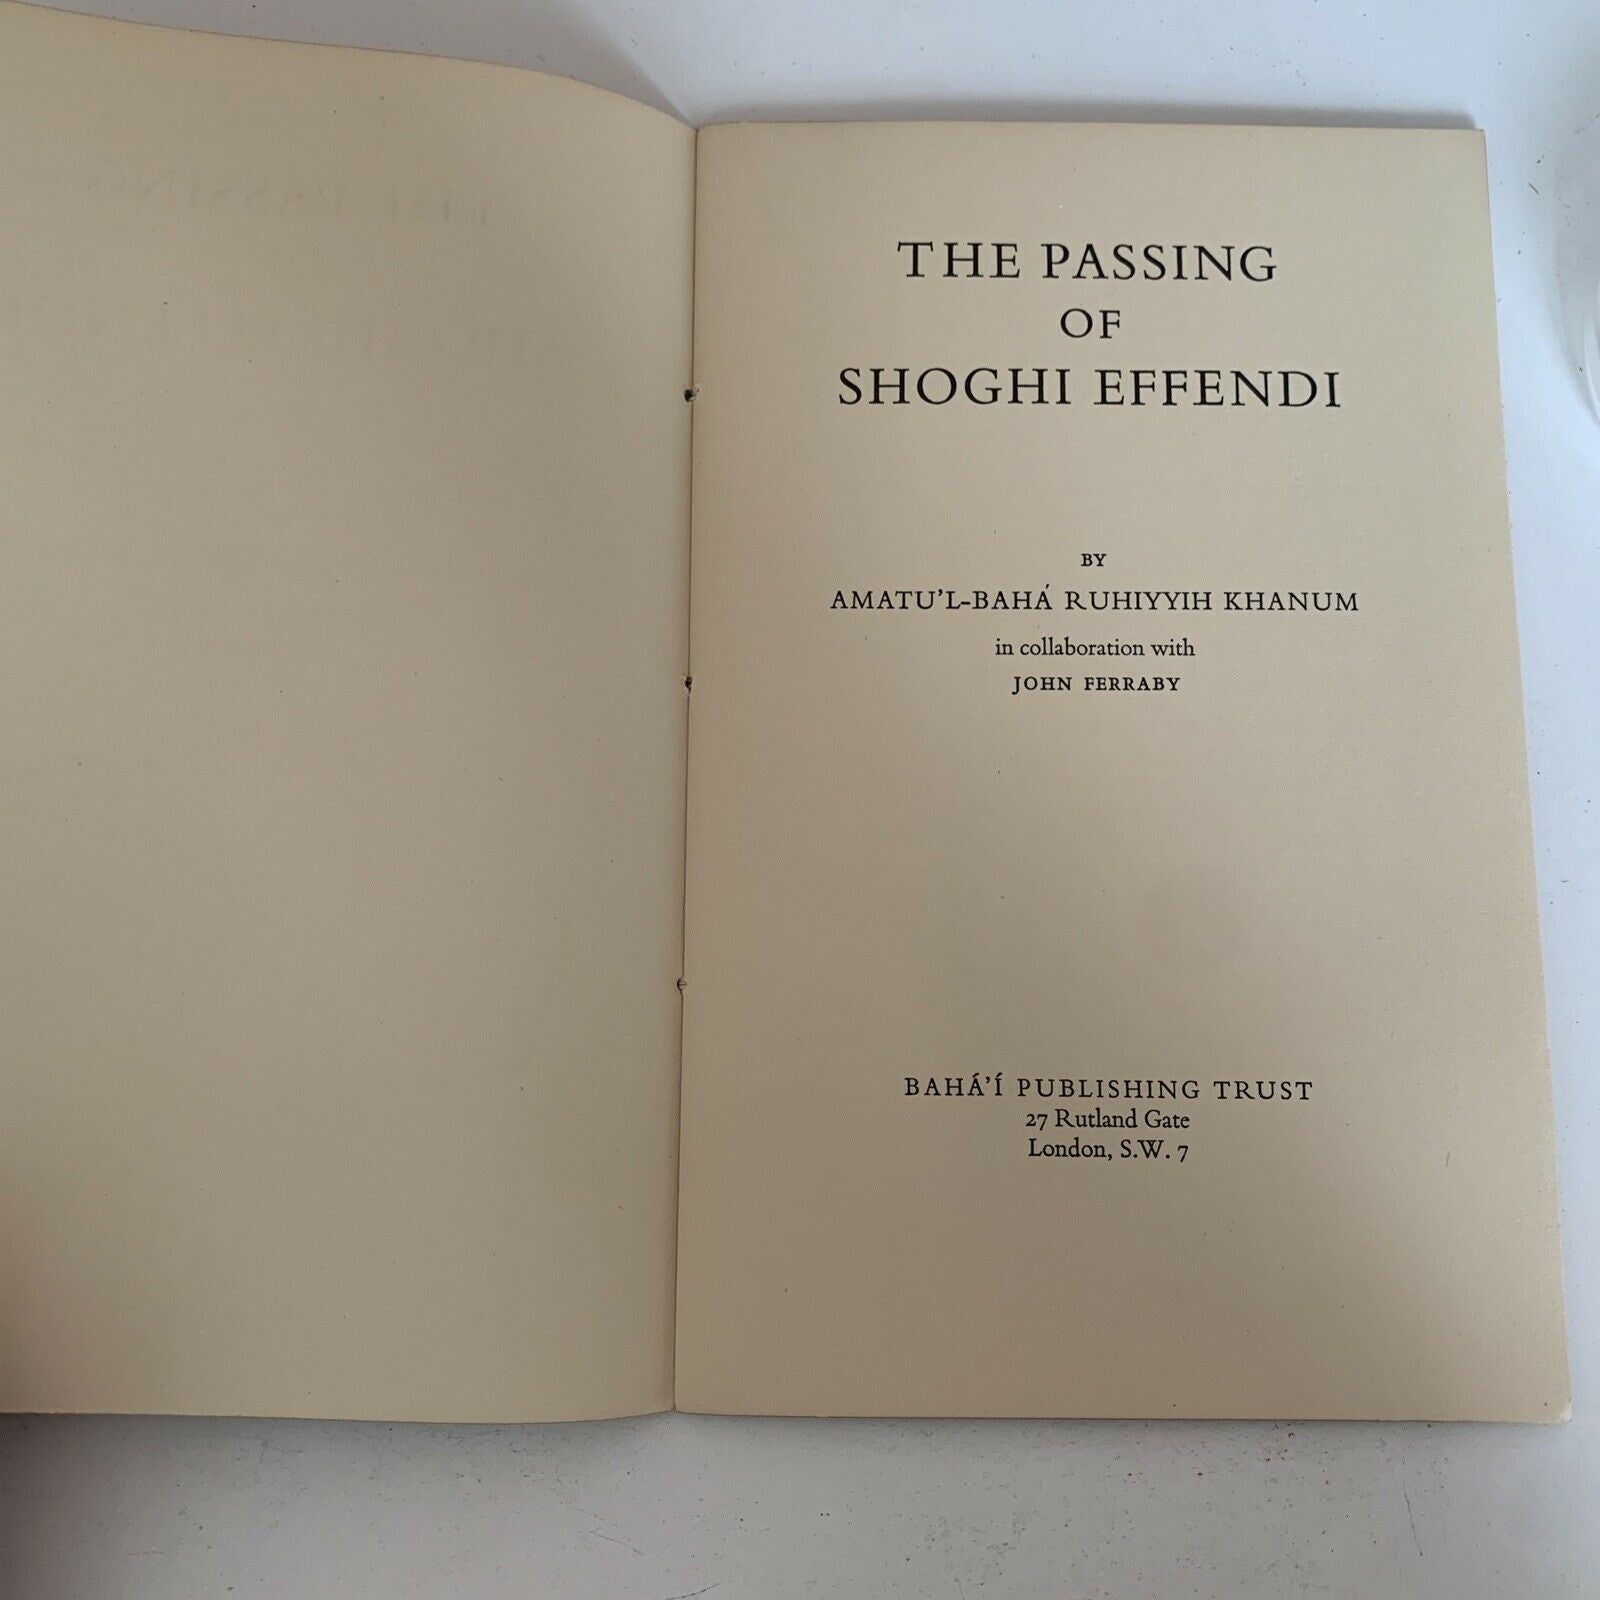 THE PASSING
OF
SHOGHI EFFENDI
BY
AMATU'L-BAHÁ RUHIYYIH KHANUM
in collaboration with
JOHN FERRABY
BAHÁ'Í PUBLISHING TRUST
27 Rutland Gate
London, S.W. 7